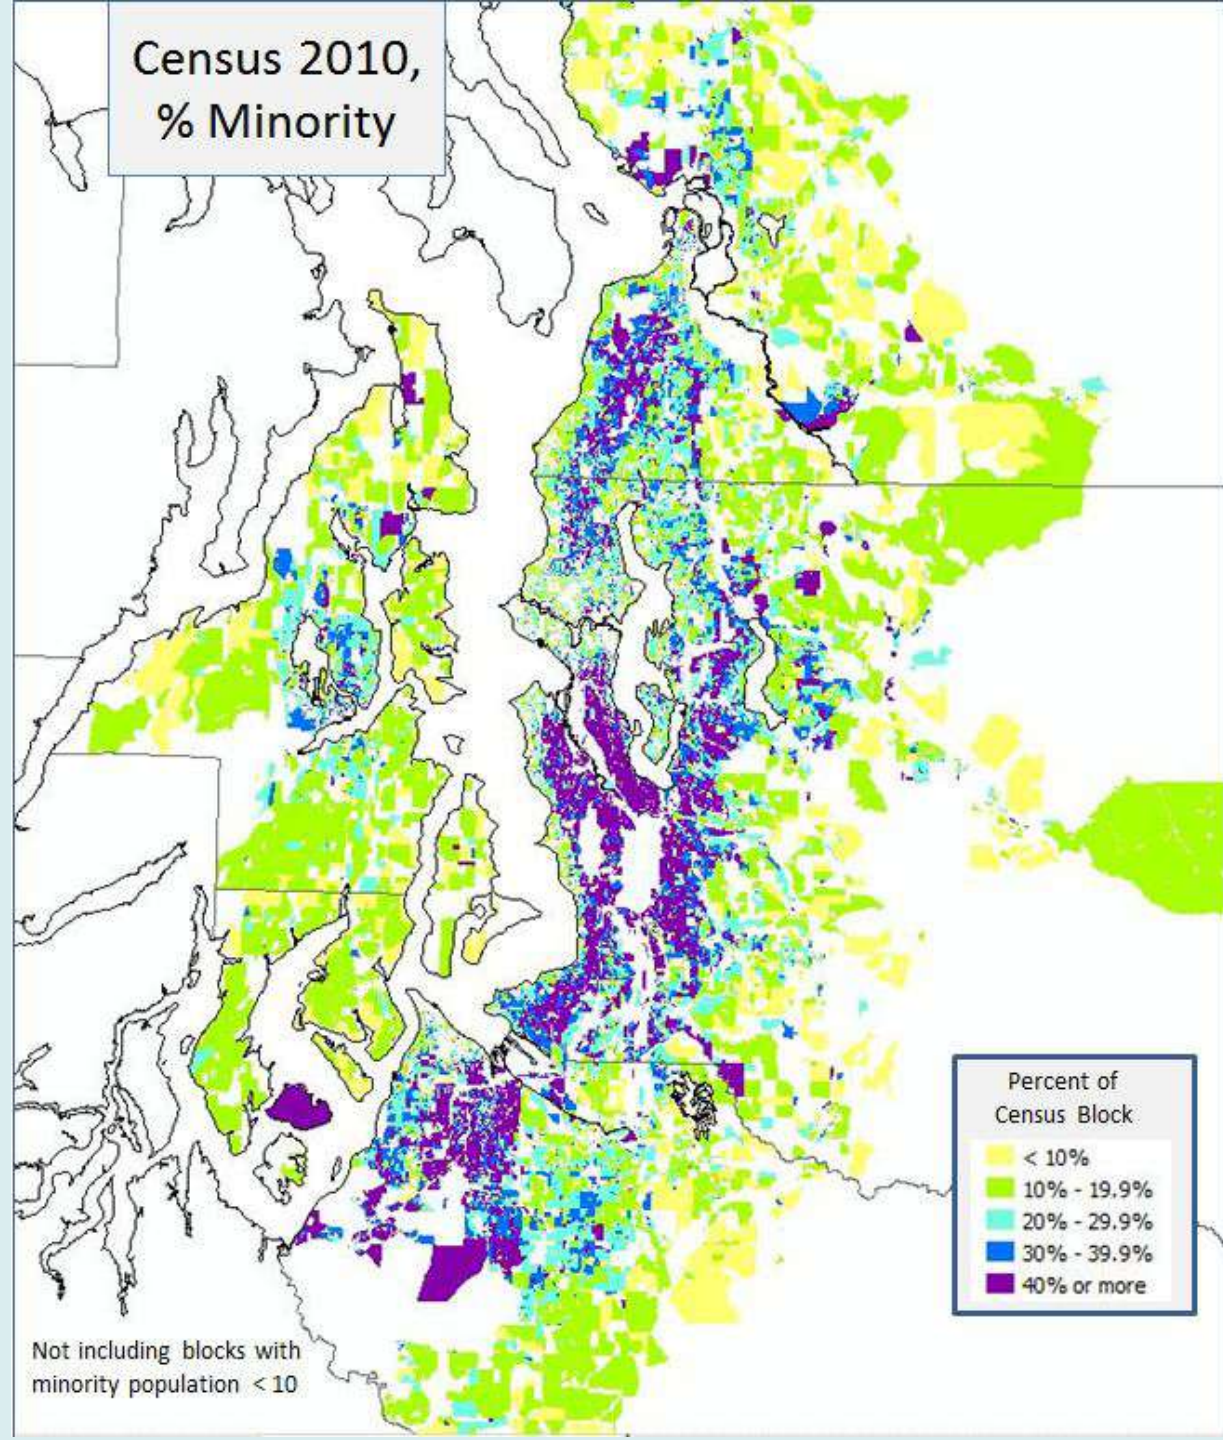 Census 2010,
% Minority
Percent of
Census Block
< 10%
10% - 19.9%
20% - 29.9%
30% - 39.9%
40% or more
Not including blocks with
minority population < 10